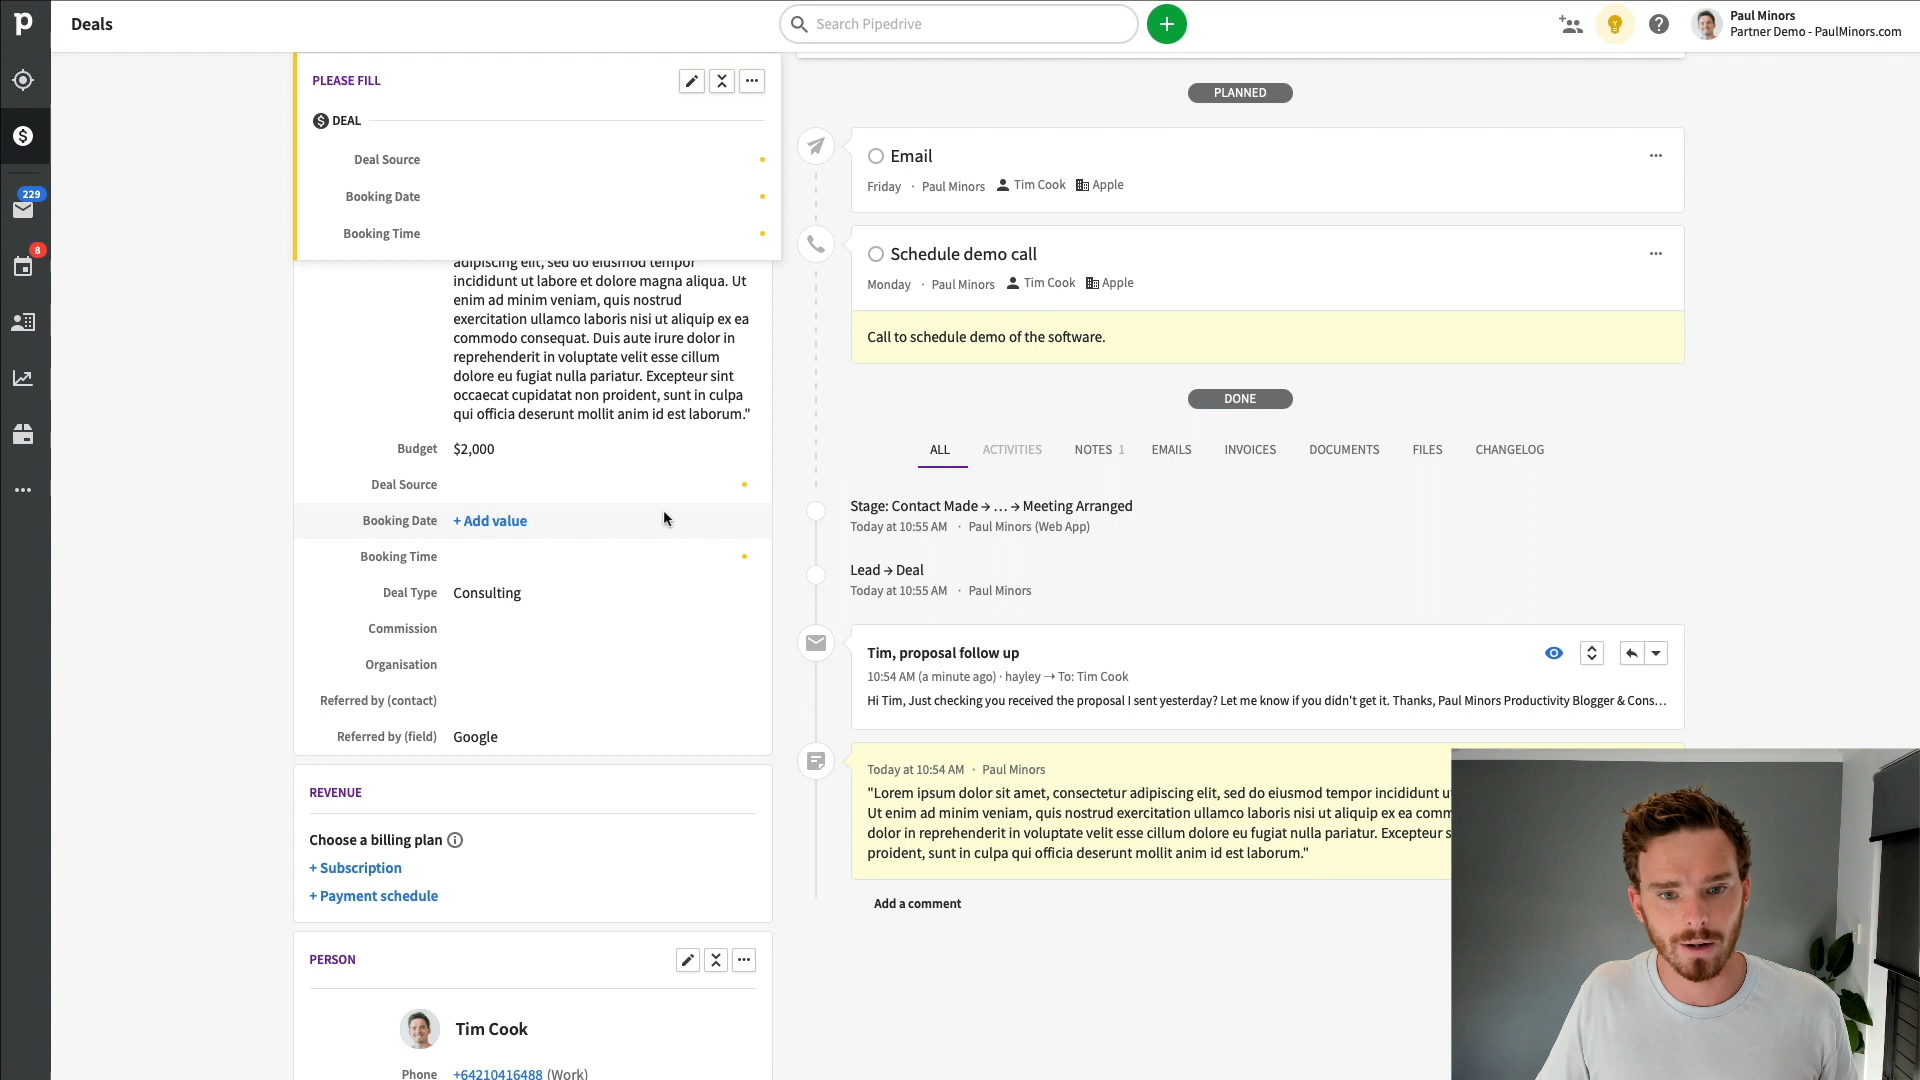 p
Deals
Search Pipedrive
Paul Minors
Partner Demo - PaulMinors.com
229
8
PLEASE FILL
DEAL
Deal Source
Booking Date
Booking Time
adipiscing elit, sed do eiusmod tempor
incididunt ut labore et dolore magna aliqua. Ut
enim ad minim veniam, quis nostrud
exercitation ullamco laboris nisi ut aliquip ex ea
commodo consequat. Duis aute irure dolor in
reprehenderit in voluptate velit esse cillum
dolore eu fugiat nulla pariatur. Excepteur sint
occaecat cupidatat non proident, sunt in culpa
qui officia deserunt mollit anim id est laborum."
Budget $2,000
Deal Source
Booking Date + Add value
Booking Time
Deal Type Consulting
Commission
Organisation
Referred by (contact)
Referred by (field) Google
REVENUE
Choose a billing plan
+ Subscription
+ Payment schedule
PERSON
Tim Cook
Phone +64210416488 (Work)
PLANNED
Email
Friday · Paul Minors Tim Cook Apple
Schedule demo call
Monday · Paul Minors Tim Cook Apple
Call to schedule demo of the software.
DONE
ALL ACTIVITIES NOTES 1 EMAILS INVOICES DOCUMENTS FILES CHANGELOG
Stage: Contact Made → … → Meeting Arranged
Today at 10:55 AM · Paul Minors (Web App)
Lead → Deal
Today at 10:55 AM · Paul Minors
Tim, proposal follow up
10:54 AM (a minute ago) · hayley → To: Tim Cook
Hi Tim, Just checking you received the proposal I sent yesterday? Let me know if you didn't get it. Thanks, Paul Minors Productivity Blogger & Cons…
Today at 10:54 AM · Paul Minors
"Lorem ipsum dolor sit amet, consectetur adipiscing elit, sed do eiusmod tempor incididunt u
Ut enim ad minim veniam, quis nostrud exercitation ullamco laboris nisi ut aliquip ex ea comm
dolor in reprehenderit in voluptate velit esse cillum dolore eu fugiat nulla pariatur. Excepteur s
proident, sunt in culpa qui officia deserunt mollit anim id est laborum."
Add a comment